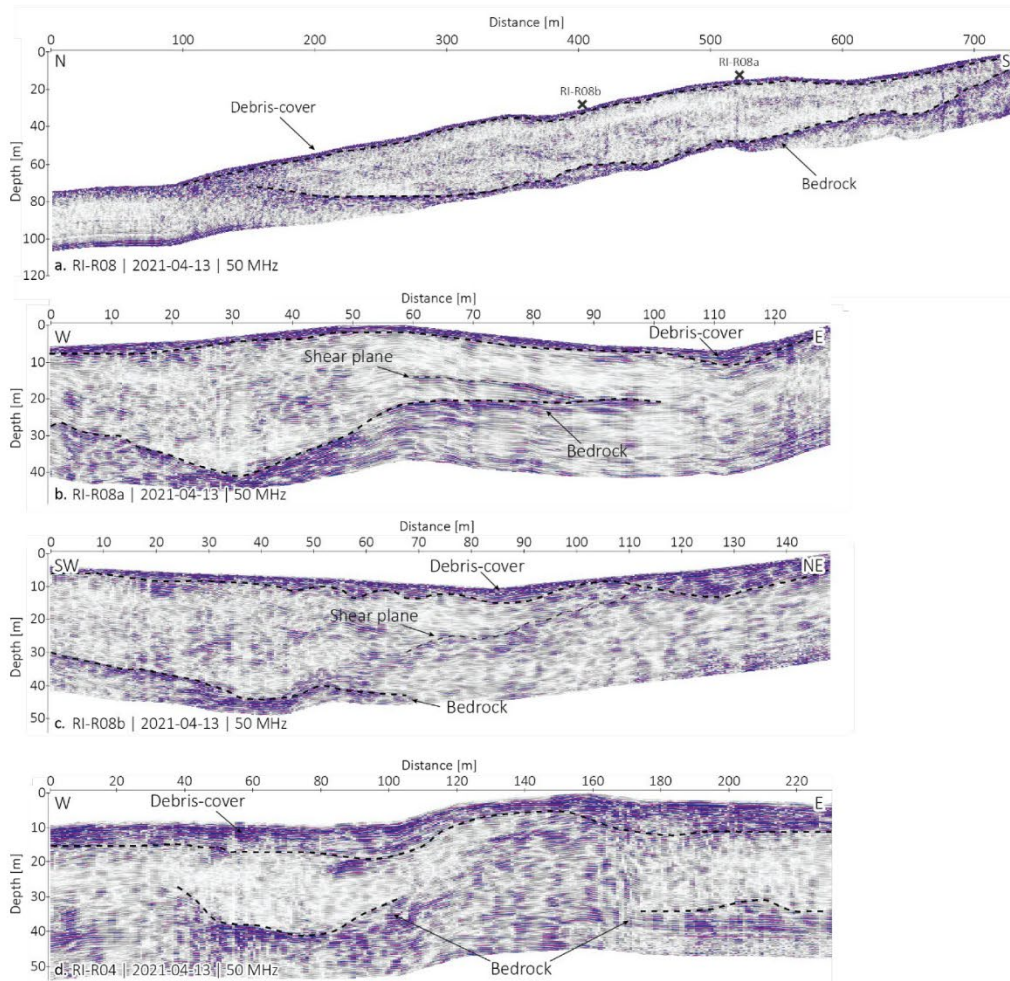 Distance [m]
0 100 200 300 400 500 600 700
N S
RI-R08b RI-R08a
Debris-cover
Bedrock
Depth [m]
0
20
40
60
80
100
120
a. RI-R08 | 2021-04-13 | 50 MHz
Distance [m]
0 10 20 30 40 50 60 70 80 90 100 110 120
W E
Debris-cover
Shear plane
Bedrock
Depth [m]
0
10
20
30
40
b. RI-R08a | 2021-04-13 | 50 MHz
Distance [m]
0 10 20 30 40 50 60 70 80 90 100 110 120 130 140
SW NE
Debris-cover
Shear plane
Bedrock
Depth [m]
0
10
20
30
40
50
c. RI-R08b | 2021-04-13 | 50 MHz
Distance [m]
0 20 40 60 80 100 120 140 160 180 200 220
W E
Debris-cover
Bedrock
Depth [m]
0
10
20
30
40
50
d. RI-R04 | 2021-04-13 | 50 MHz